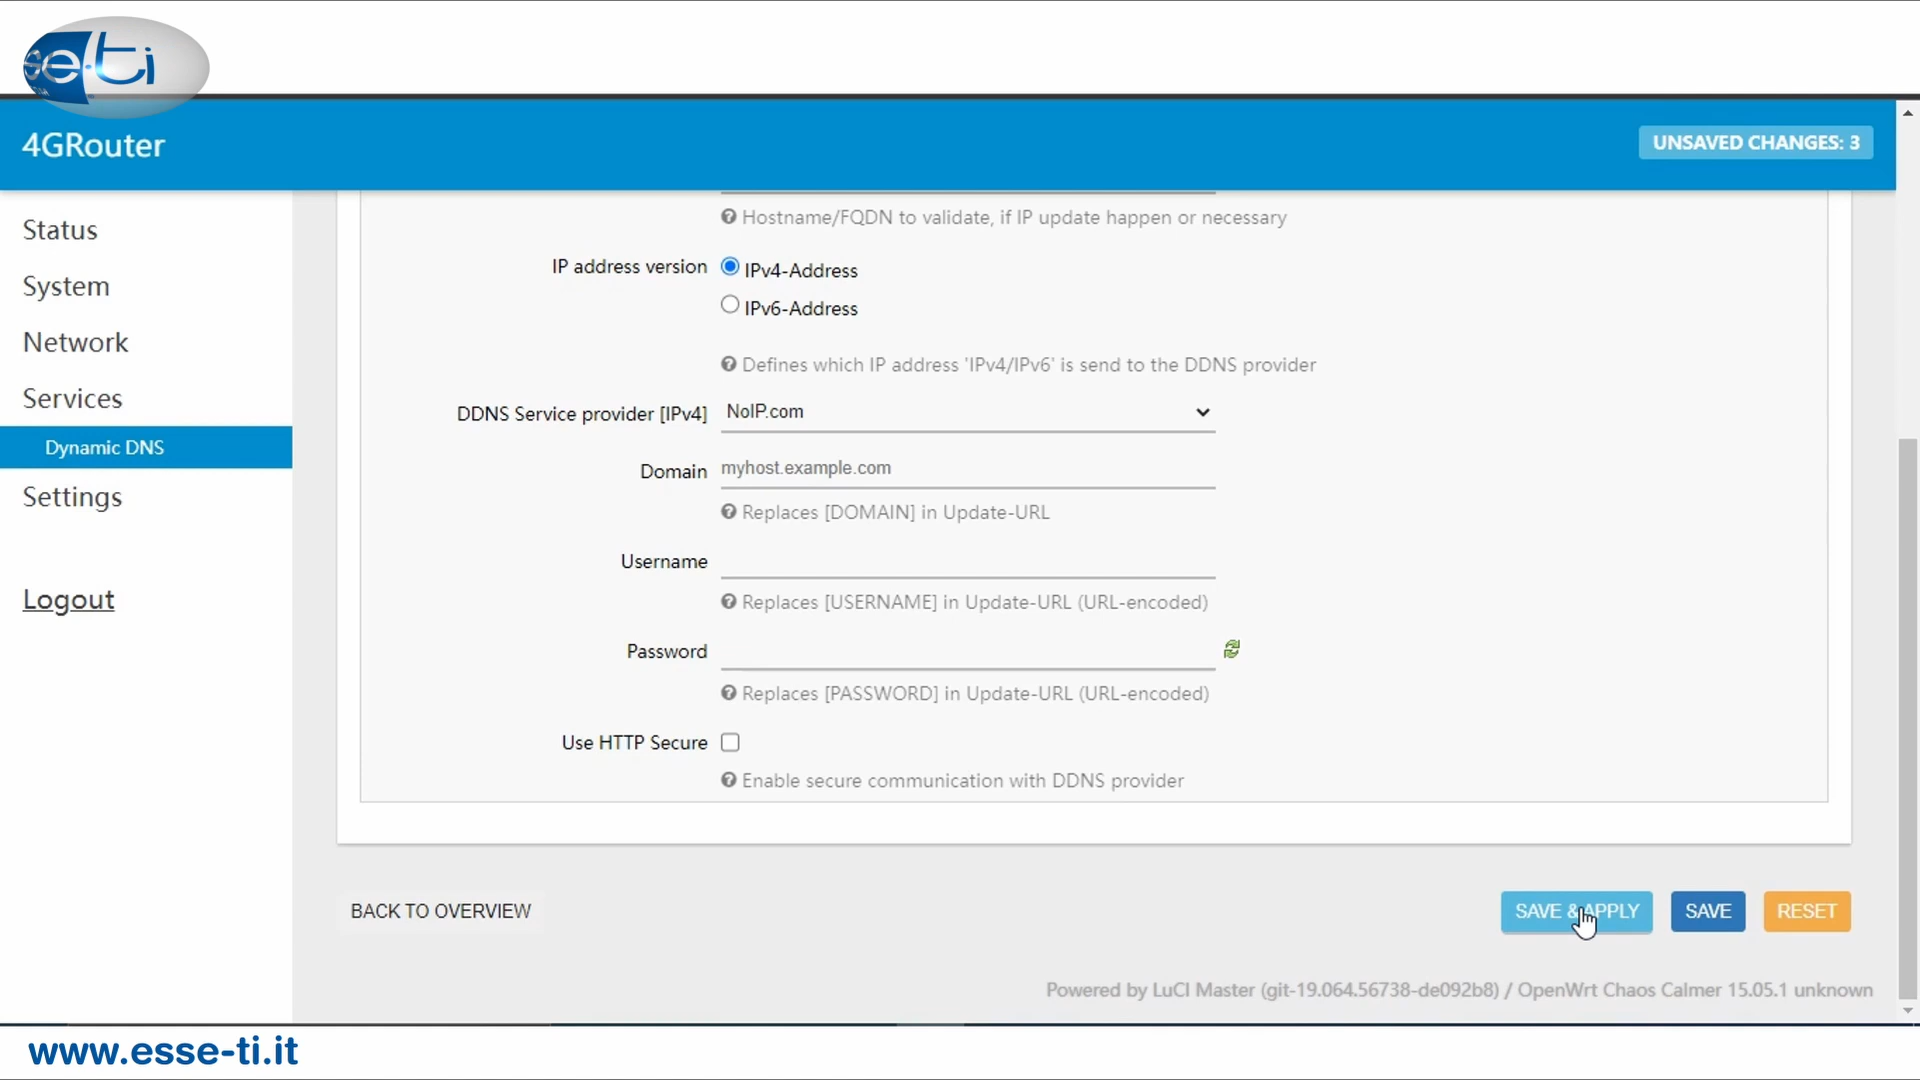 se·ti
4GRouter
UNSAVED CHANGES: 3
Status
System
Network
Services
Dynamic DNS
Settings
Logout
Hostname/FQDN to validate, if IP update happen or necessary
IP address version
IPv4-Address
IPv6-Address
Defines which IP address 'IPv4/IPv6' is send to the DDNS provider
DDNS Service provider [IPv4]
NoIP.com
Domain
myhost.example.com
Replaces [DOMAIN] in Update-URL
Username
Replaces [USERNAME] in Update-URL (URL-encoded)
Password
Replaces [PASSWORD] in Update-URL (URL-encoded)
Use HTTP Secure
Enable secure communication with DDNS provider
BACK TO OVERVIEW
SAVE & APPLY
SAVE
RESET
Powered by LuCI Master (git-19.064.56738-de092b8) / OpenWrt Chaos Calmer 15.05.1 unknown
www.esse-ti.it